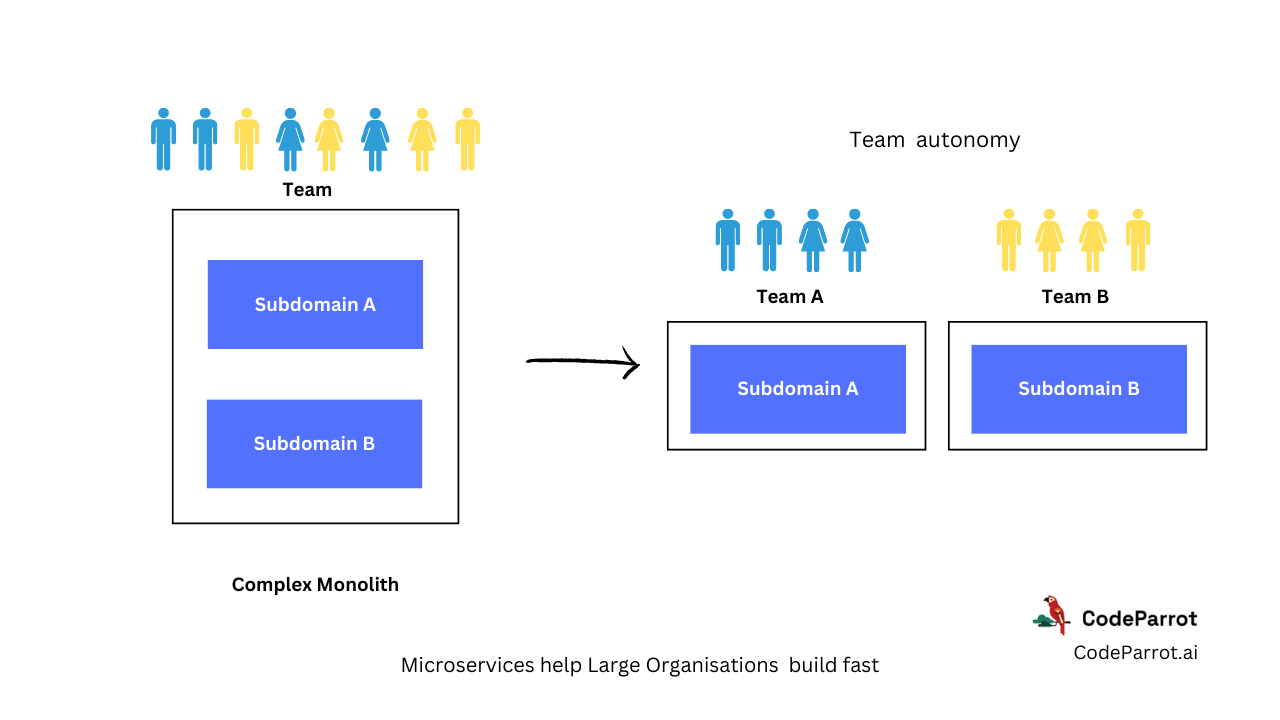 Team
Subdomain A
Subdomain B
Complex Monolith
Team autonomy
Team A
Team B
Subdomain A
Subdomain B
CodeParrot
CodeParrot.ai
Microservices help Large Organisations build fast